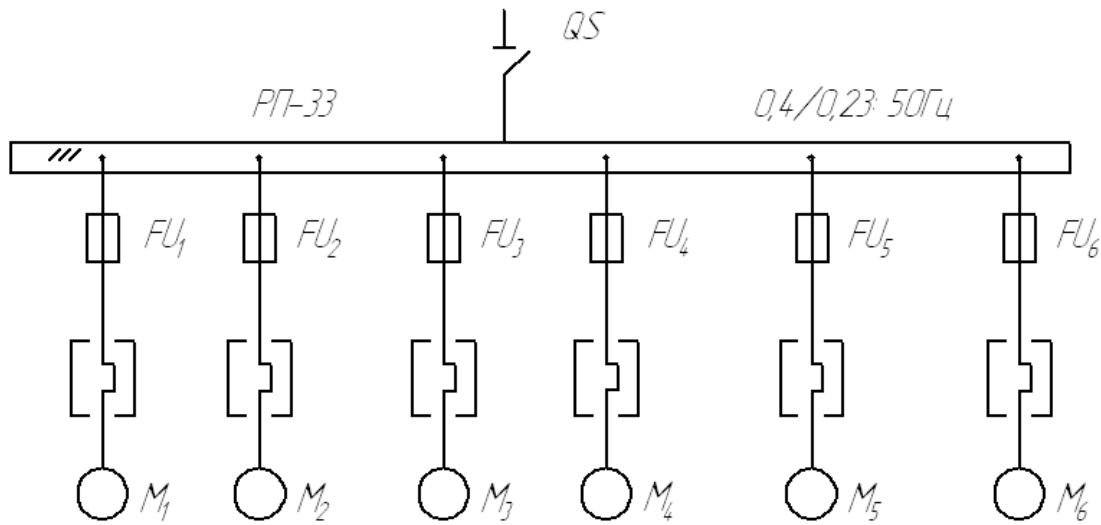 QS
РП-33 0,4/0,23: 50Гц
FU₁ FU₂ FU₃ FU₄ FU₅ FU₆
M₁ M₂ M₃ M₄ M₅ M₆